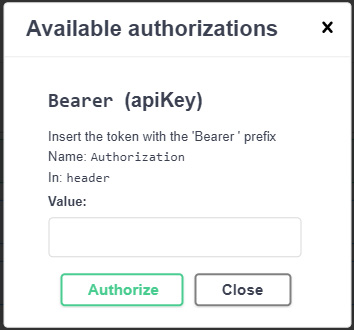 Available authorizations ×
Bearer (apiKey)
Insert the token with the 'Bearer ' prefix
Name: Authorization
In: header
Value:
Authorize Close